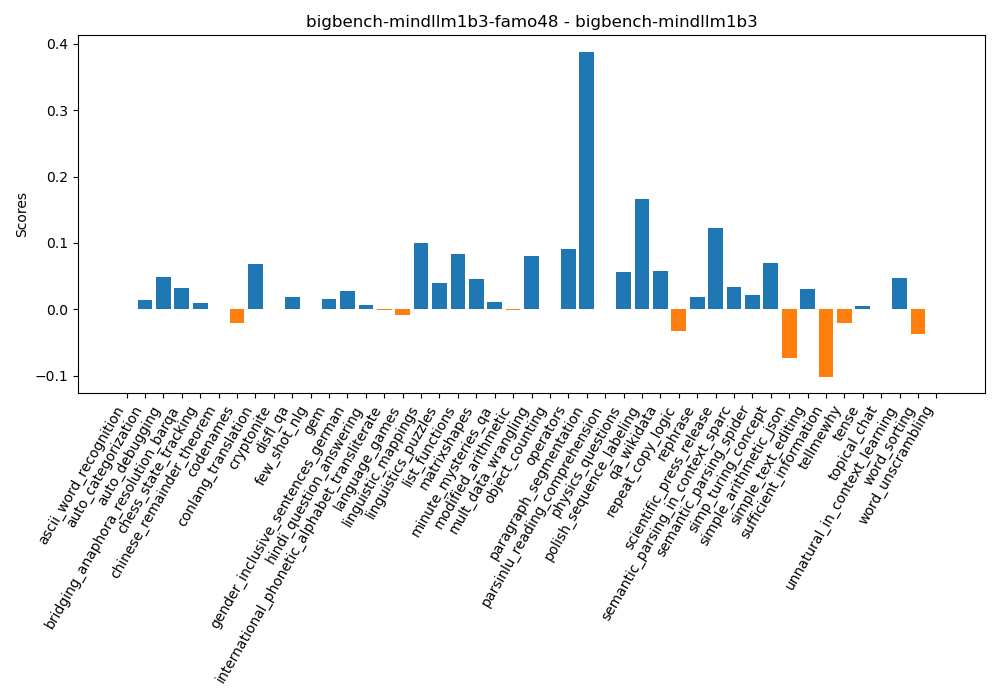 bigbench-mindllm1b3-famo48 - bigbench-mindllm1b3
Scores
0.4
0.3
0.2
0.1
0.0
−0.1
ascii_word_recognition
auto_categorization
auto_debugging
bridging_anaphora_resolution_barqa
chess_state_tracking
chinese_remainder_theorem
codenames
conlang_translation
cryptonite
disfl_qa
few_shot_nlg
gem
gender_inclusive_sentences_german
hindi_question_answering
international_phonetic_alphabet_transliterate
language_games
linguistic_mappings
linguistics_puzzles
list_functions
matrixshapes
minute_mysteries_qa
modified_arithmetic
mult_data_wrangling
object_counting
operators
paragraph_segmentation
parsinlu_reading_comprehension
physics_questions
polish_sequence_labeling
qa_wikidata
repeat_copy_logic
rephrase
scientific_press_release
semantic_parsing_in_context_sparc
semantic_parsing_spider
simp_turing_concept
simple_arithmetic_json
simple_text_editing
sufficient_information
tellmewhy
tense
topical_chat
unnatural_in_context_learning
word_sorting
word_unscrambling